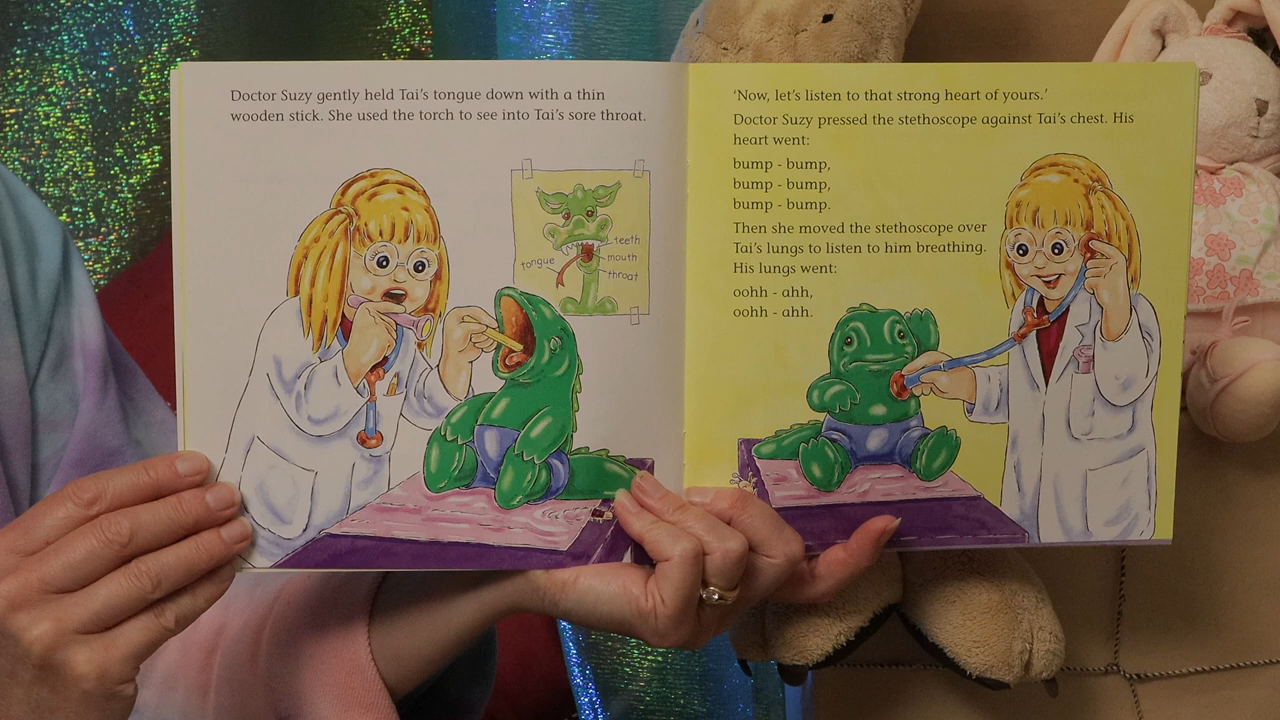 Doctor Suzy gently held Tai's tongue down with a thin
wooden stick. She used the torch to see into Tai's sore throat.
teeth
tongue
mouth
throat
'Now, let's listen to that strong heart of yours.'
Doctor Suzy pressed the stethoscope against Tai's chest. His
heart went:
bump - bump,
bump - bump,
bump - bump.
Then she moved the stethoscope over
Tai's lungs to listen to him breathing.
His lungs went:
oohh - ahh,
oohh - ahh.